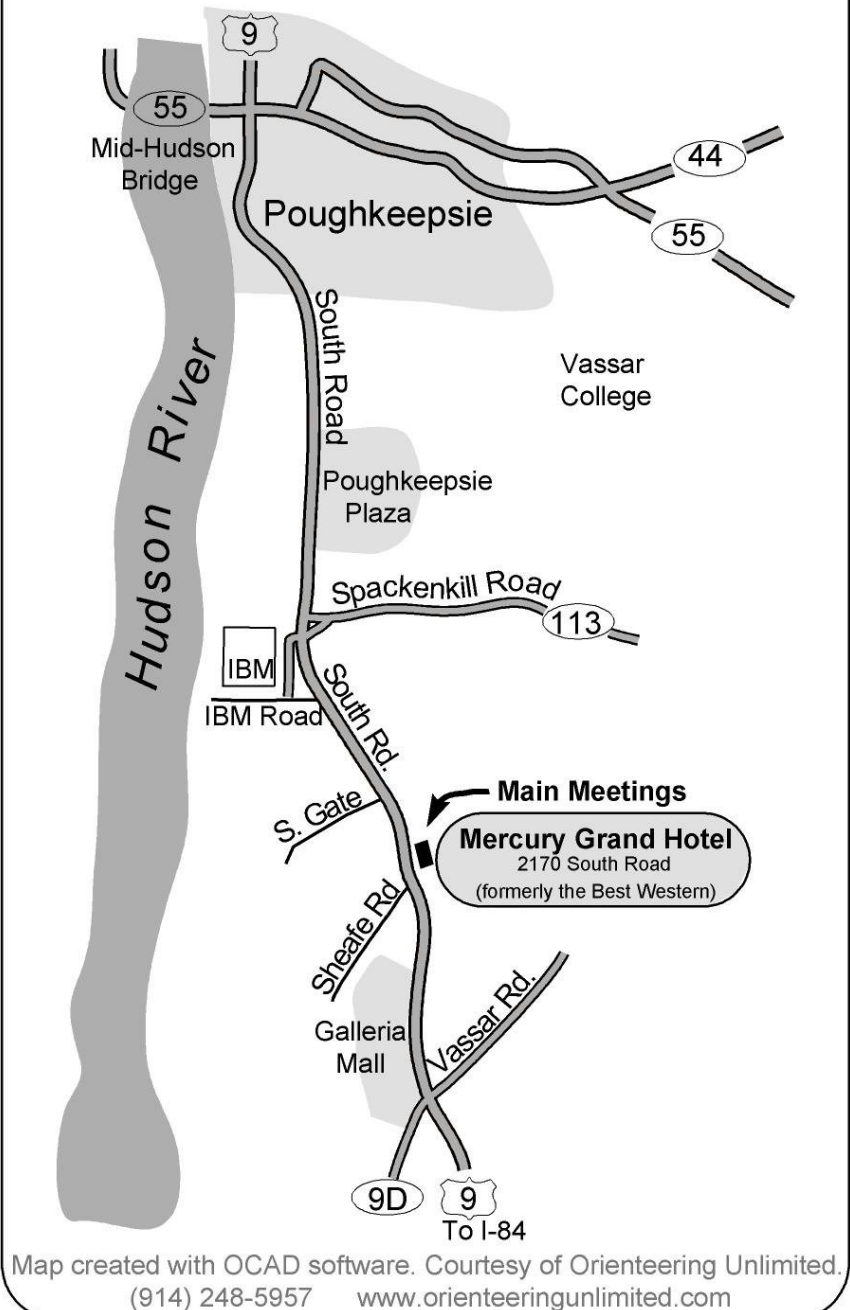 9
55
Mid-Hudson
Bridge
44
Poughkeepsie
55
South Road
Hudson River
Vassar
College
Poughkeepsie
Plaza
Spackenkill Road
113
IBM
IBM Road
South Rd.
Main Meetings
S. Gate
Mercury Grand Hotel
2170 South Road
(formerly the Best Western)
Sheafe Rd.
Vassar Rd.
Galleria
Mall
9D
9
To I-84
Map created with OCAD software. Courtesy of Orienteering Unlimited.
(914) 248-5957 www.orienteeringunlimited.com